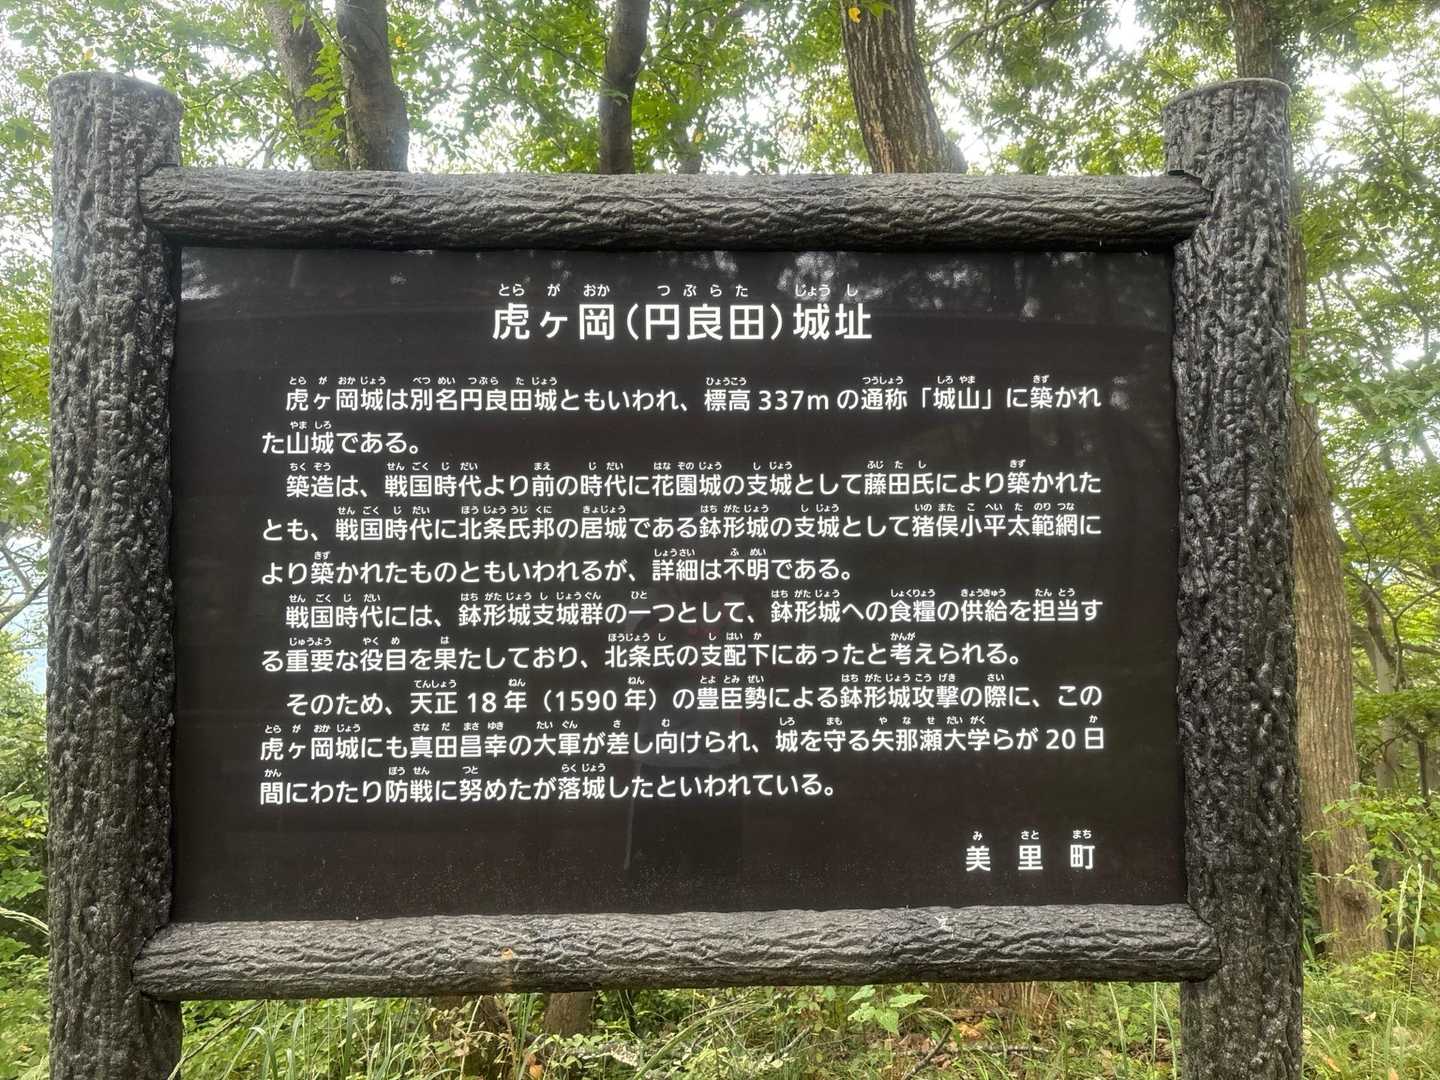 虎ヶ岡（円良田）城址
虎ヶ岡城は別名円良田城ともいわれ、標高 337m の通称「城山」に築かれ
た山城である。
築造は、戦国時代より前の時代に花園城の支城として藤田氏により築かれた
とも、戦国時代に北条氏邦の居城である鉢形城の支城として猪俣小平太範綱に
より築かれたものともいわれるが、詳細は不明である。
戦国時代には、鉢形城支城群の一つとして、鉢形城への食糧の供給を担当す
る重要な役目を果たしており、北条氏の支配下にあったと考えられる。
そのため、天正 18 年（1590 年）の豊臣勢による鉢形城攻撃の際に、この
虎ヶ岡城にも真田昌幸の大軍が差し向けられ、城を守る矢那瀬大学らが 20 日
間にわたり防戦に努めたが落城したといわれている。
美里町